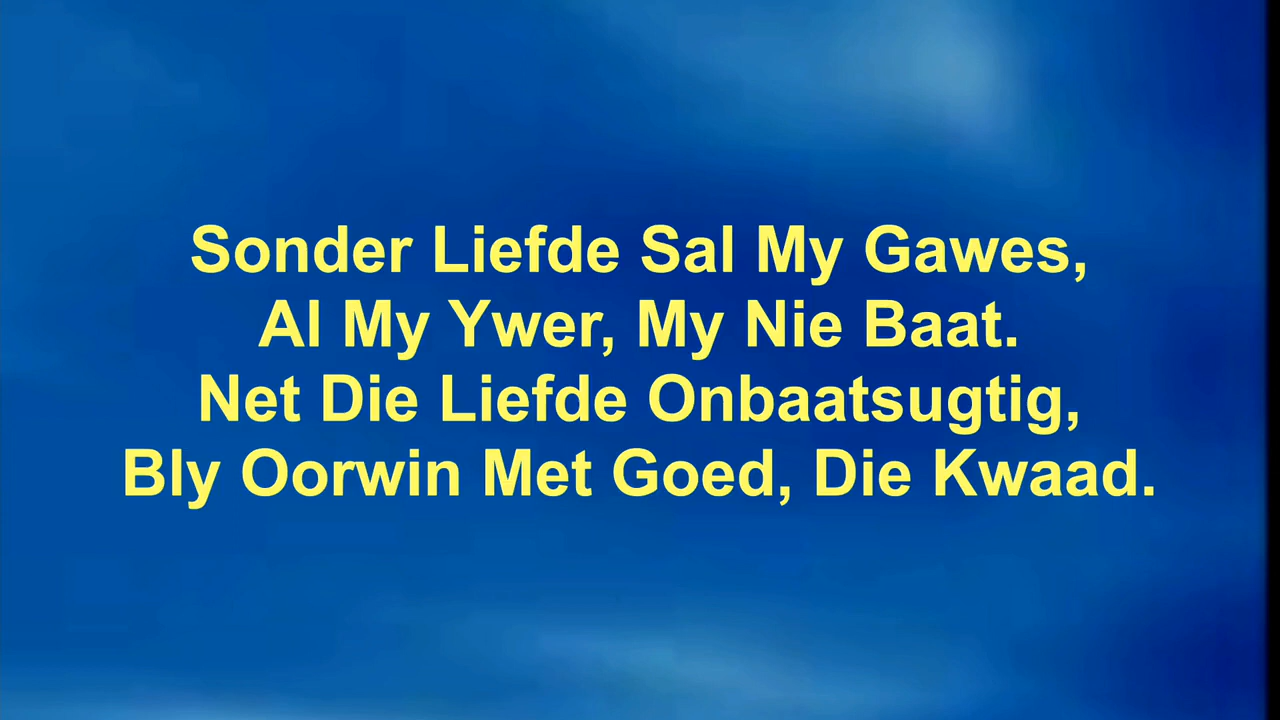 Sonder Liefde Sal My Gawes,
Al My Ywer, My Nie Baat.
Net Die Liefde Onbaatsugtig,
Bly Oorwin Met Goed, Die Kwaad.